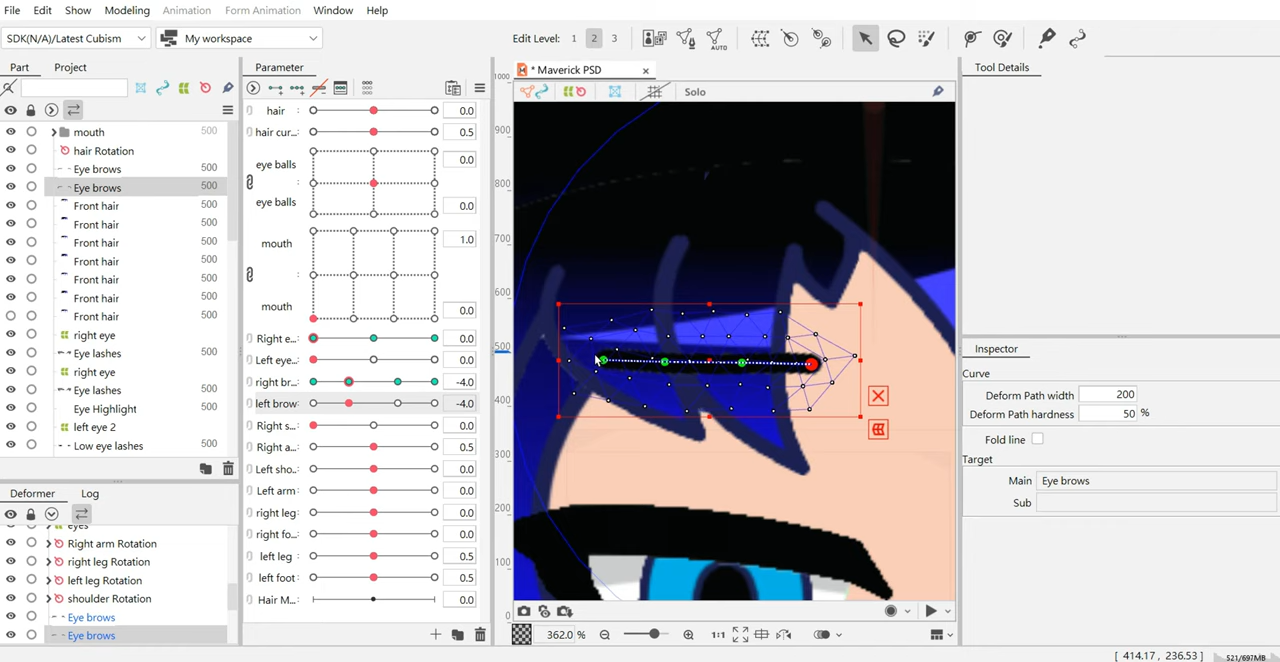 File Edit Show Modeling Animation Form Animation Window Help
SDK(N/A)/Latest Cubism My workspace Edit Level: 1 2 3 AUTO
Part Project
mouth 500
hair Rotation
Eye brows 500
Eye brows 500
Front hair 500
Front hair 500
Front hair 500
Front hair 500
Front hair 500
Front hair 500
Front hair 500
right eye
Eye lashes 500
right eye
Eye lashes 500
Eye Highlight 500
left eye 2
Low eye lashes 500
Deformer Log
eyes
Right arm Rotation
right leg Rotation
left leg Rotation
shoulder Rotation
Eye brows
Eye brows
Parameter
hair 0.0
hair cur... 0.5
eye balls 0.0
eye balls 0.0
mouth 1.0
mouth 0.0
Right e... 0.0
Left eye... 0.0
right br... -4.0
left brow -4.0
Right s... 0.0
Right a... 0.5
Left sho... 0.0
Left arm 0.0
right leg 0.0
right fo... 0.0
left leg 0.5
left foot 0.5
Hair M... 0.0
* Maverick PSD
Solo
1000
900
800
700
600
500
400
300
200
100
0
362.0 % 1:1
Tool Details
Inspector
Curve
Deform Path width 200
Deform Path hardness 50 %
Fold line
Target
Main Eye brows
Sub
[ 414.17 , 236.53 ] 521/697MB